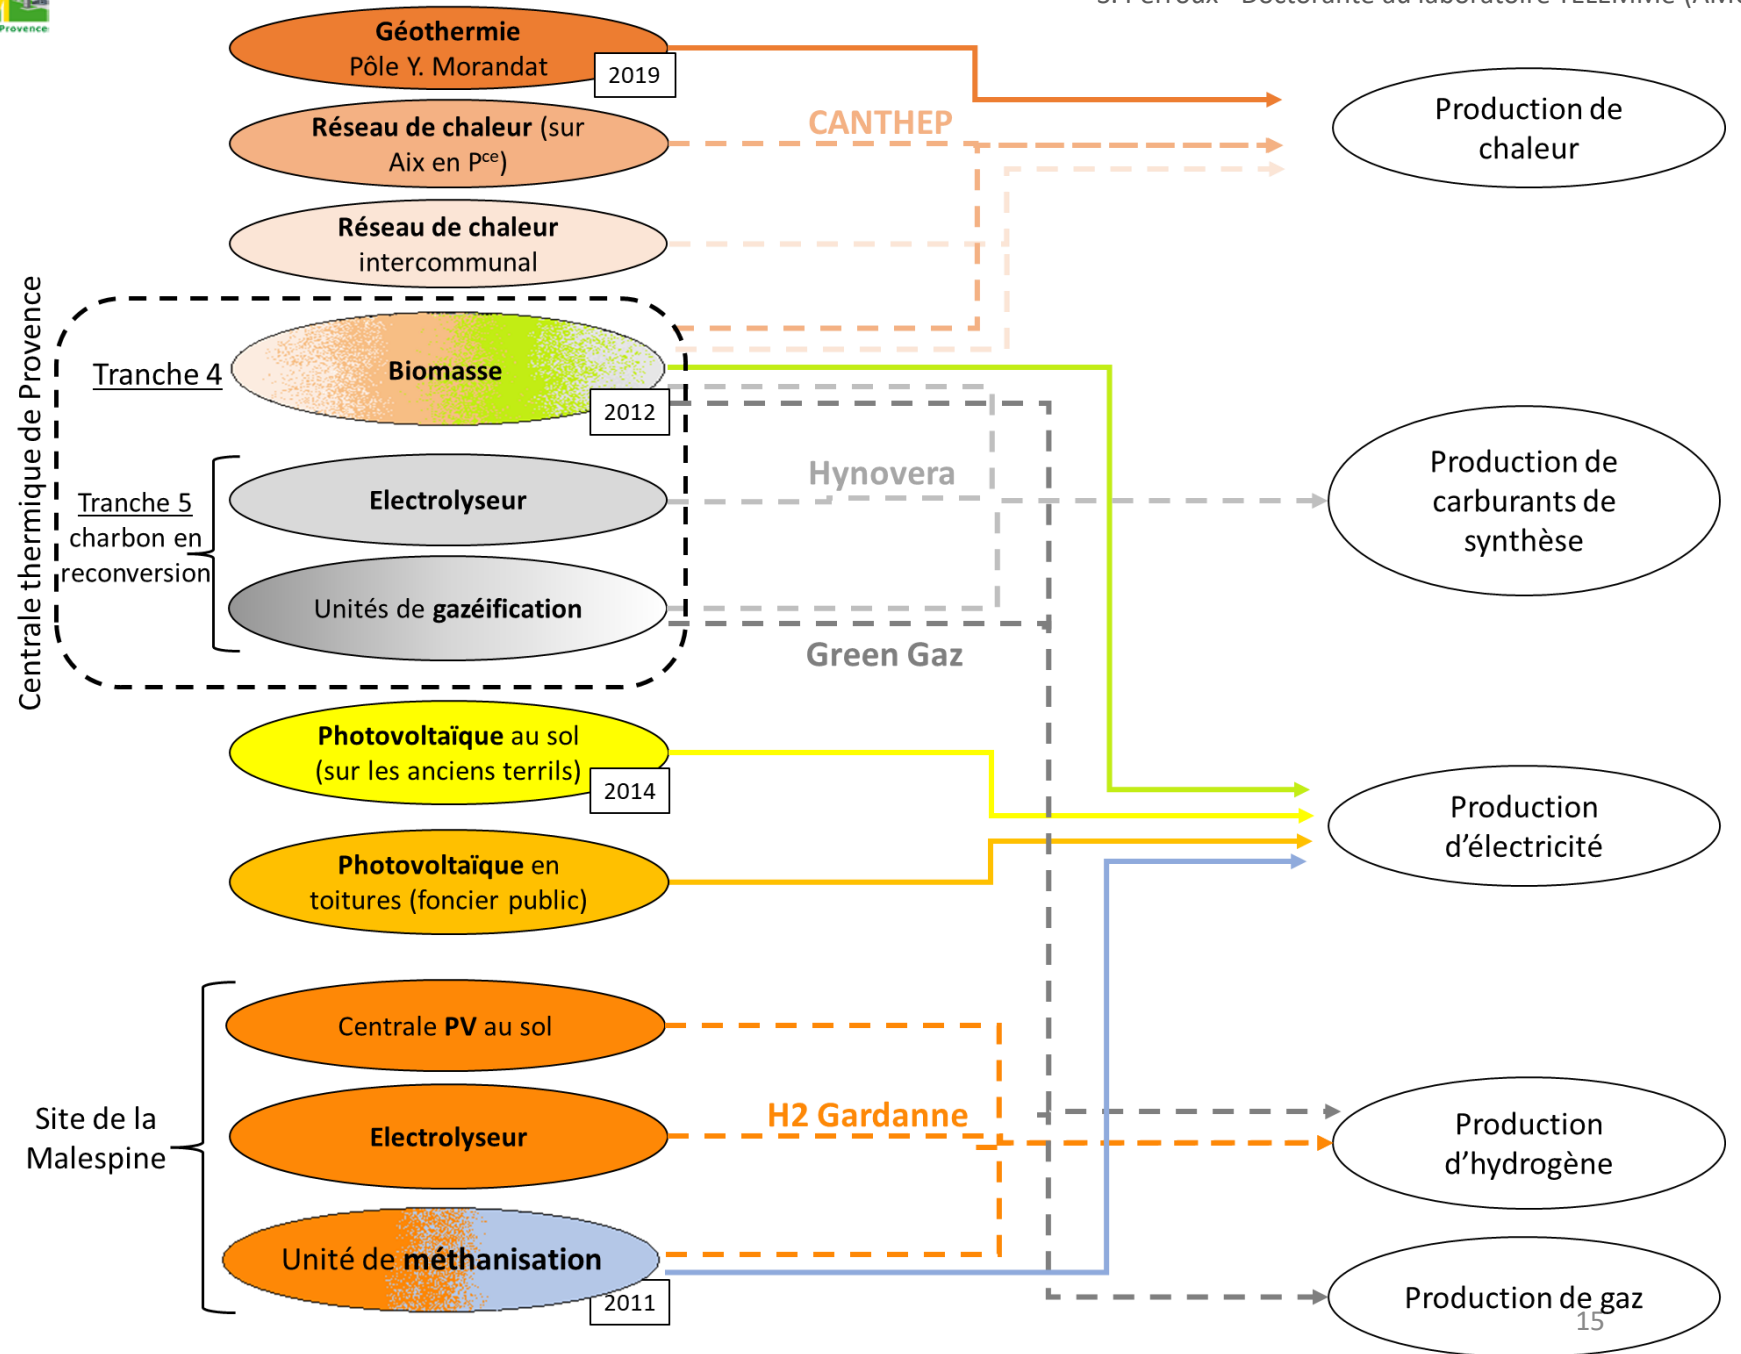 Provence
Géothermie
Pôle Y. Morandat
2019
Réseau de chaleur (sur
Aix en Pce)
CANTHEP
Production de
chaleur
Réseau de chaleur
intercommunal
Centrale thermique de Provence
Tranche 4
Biomasse
2012
Tranche 5
charbon en
reconversion
Electrolyseur
Hynovera
Production de
carburants de
synthèse
Unités de gazéification
Green Gaz
Photovoltaïque au sol
(sur les anciens terrils)
2014
Production
d'électricité
Photovoltaïque en
toitures (foncier public)
Site de la
Malespine
Centrale PV au sol
Electrolyseur
H2 Gardanne
Production
d'hydrogène
Unité de méthanisation
2011
Production de gaz
15